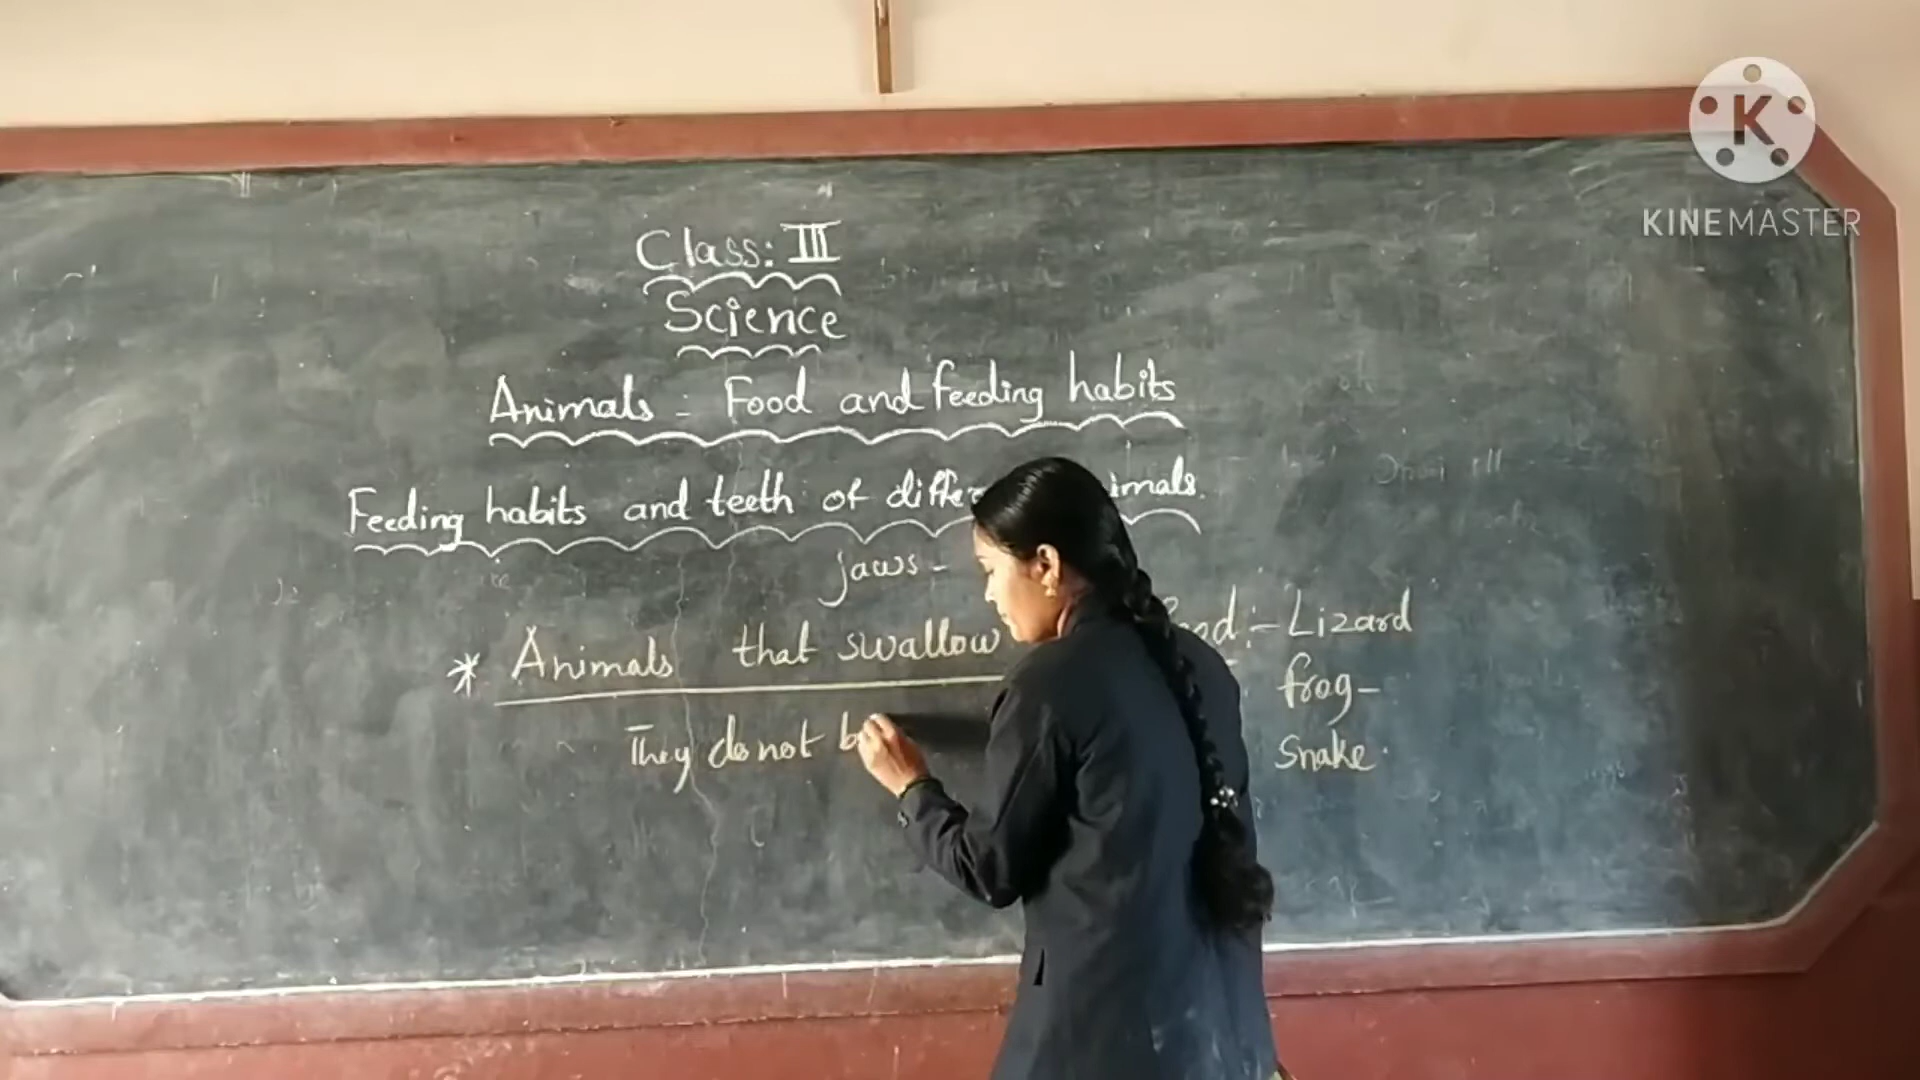 Class: III
Science
Animals - Food and feeding habits
Feeding habits and teeth of
jaws -
* Animals that swallow :- Lizard
frog-
They do not
Snake.
K
KINEMASTER